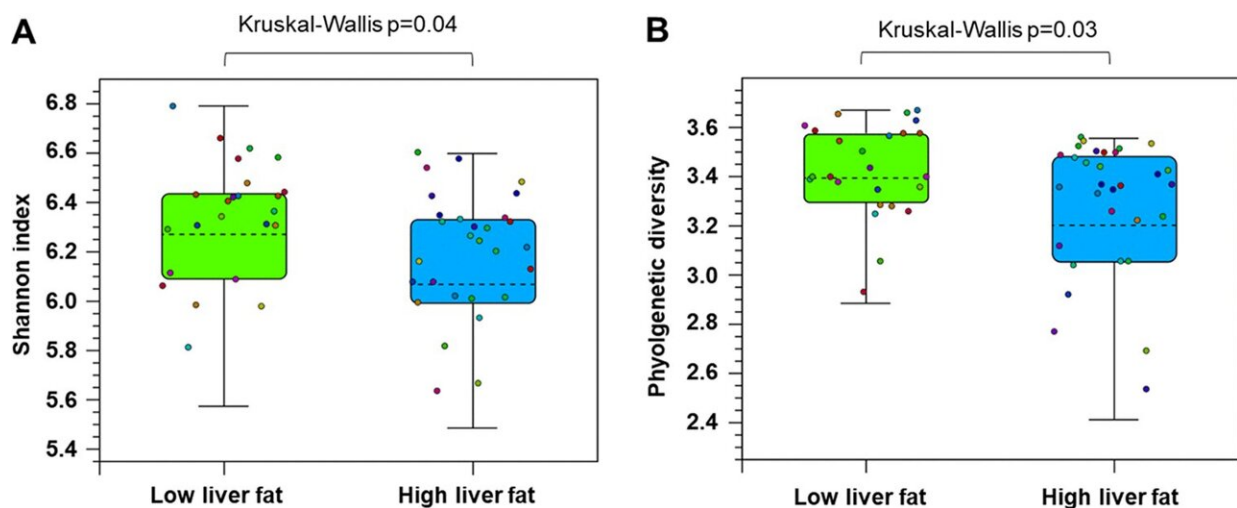 A
Kruskal-Wallis p=0.04
Shannon index
6.8
6.6
6.4
6.2
6.0
5.8
5.6
5.4
Low liver fat
High liver fat
B
Kruskal-Wallis p=0.03
Phyolgenetic diversity
3.6
3.4
3.2
3.0
2.8
2.6
2.4
Low liver fat
High liver fat